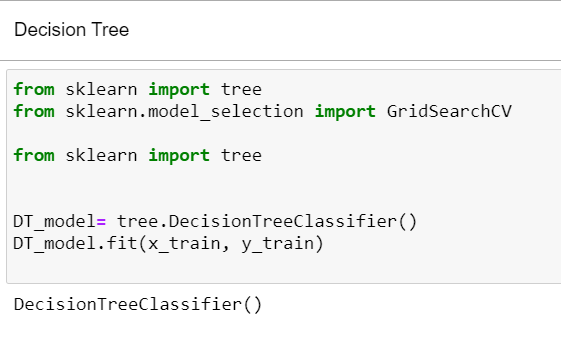 Decision Tree
from sklearn import tree
from sklearn.model_selection import GridSearchCV
from sklearn import tree
DT_model= tree.DecisionTreeClassifier()
DT_model.fit(x_train, y_train)
DecisionTreeClassifier()